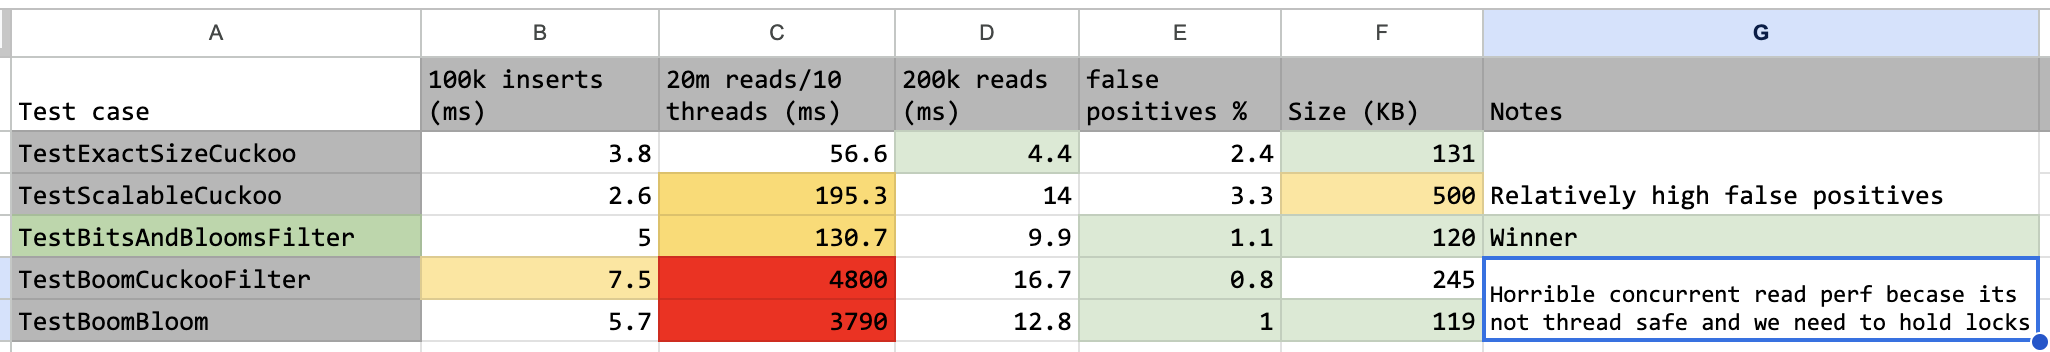 A B C D E F G
100k inserts 20m reads/10 200k reads false
Test case (ms) threads (ms) (ms) positives % Size (KB) Notes
TestExactSizeCuckoo 3.8 56.6 4.4 2.4 131
TestScalableCuckoo 2.6 195.3 14 3.3 500 Relatively high false positives
TestBitsAndBloomsFilter 5 130.7 9.9 1.1 120 Winner
TestBoomCuckooFilter 7.5 4800 16.7 0.8 245
Horrible concurrent read perf becase its
TestBoomBloom 5.7 3790 12.8 1 119 not thread safe and we need to hold locks